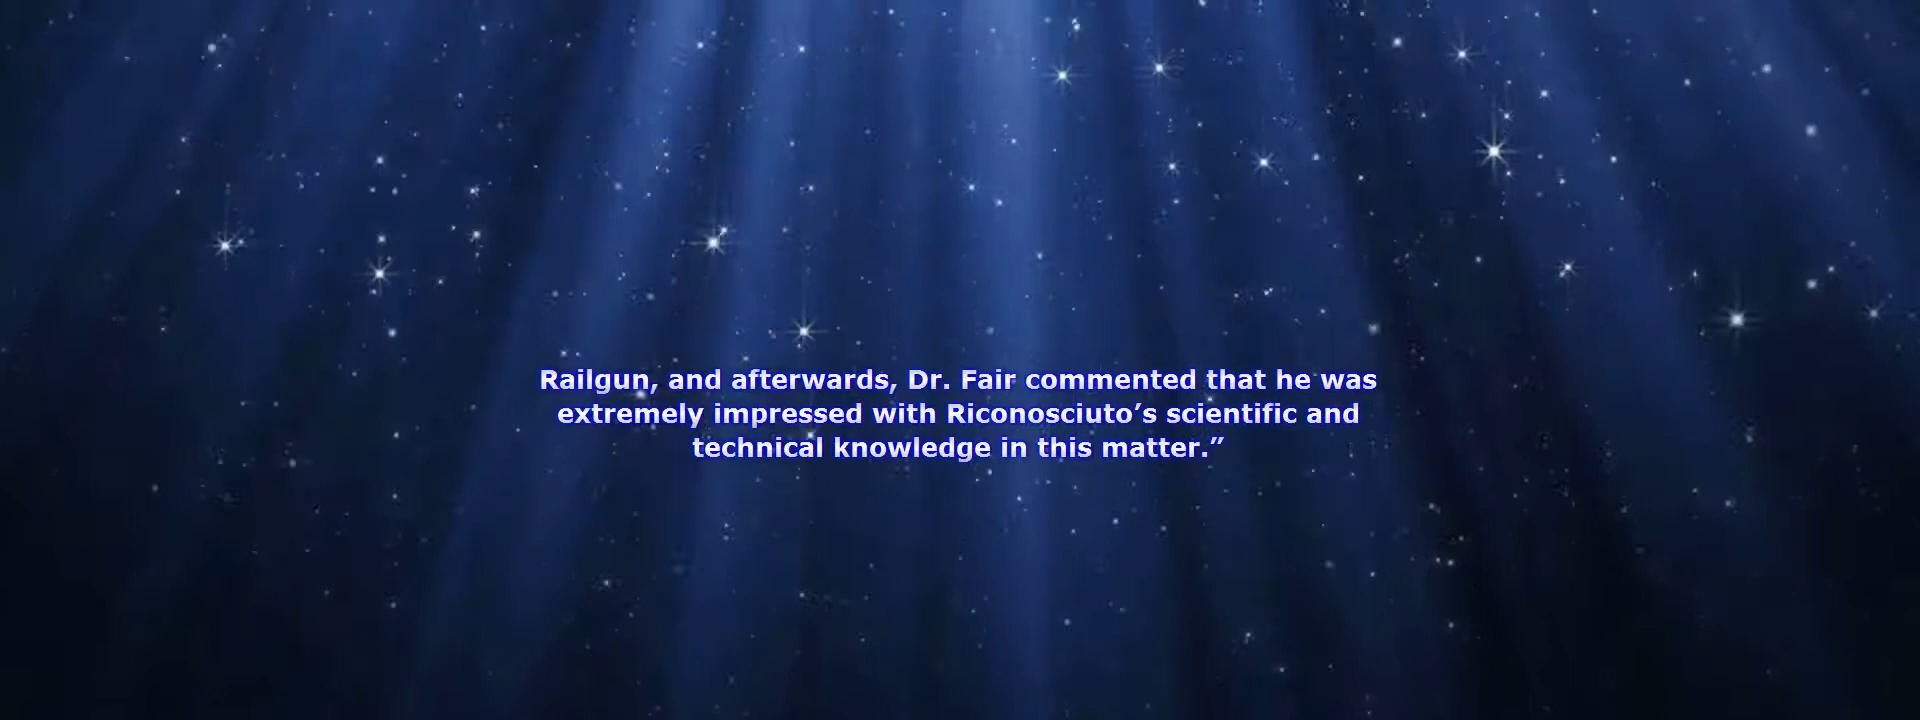 Railgun, and afterwards, Dr. Fair commented that he was
extremely impressed with Riconosciuto’s scientific and
technical knowledge in this matter.”